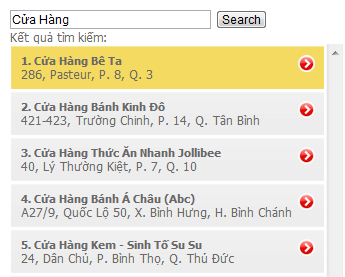 Cửa Hàng
Search
Kết quả tìm kiếm:
1. Cửa Hàng Bê Ta
286, Pasteur, P. 8, Q. 3
2. Cửa Hàng Bánh Kinh Đô
421-423, Trường Chinh, P. 14, Q. Tân Bình
3. Cửa Hàng Thức Ăn Nhanh Jollibee
40, Lý Thường Kiệt, P. 7, Q. 10
4. Cửa Hàng Bánh Á Châu (Abc)
A27/9, Quốc Lộ 50, X. Bình Hưng, H. Bình Chánh
5. Cửa Hàng Kem - Sinh Tố Su Su
24, Dân Chủ, P. Bình Thọ, Q. Thủ Đức